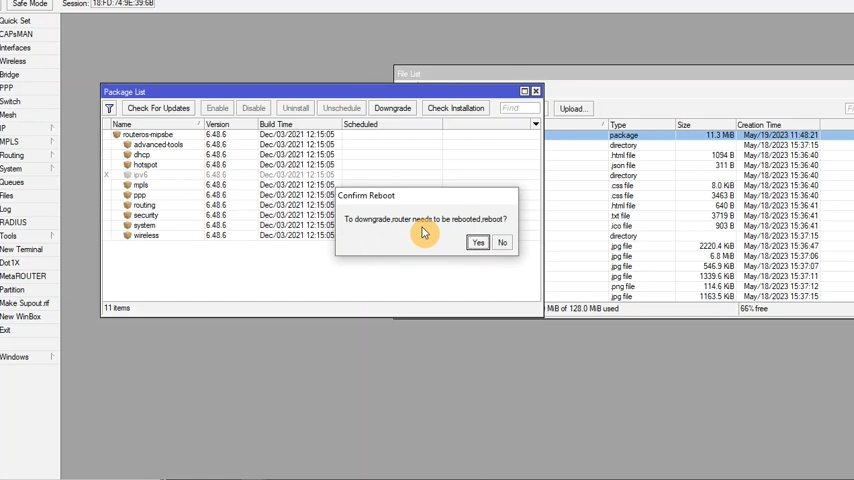 Safe Mode Session: 18:FD:74:9E:39:6B
Quick Set
CAPsMAN
Interfaces
Wireless
Bridge
PPP
Switch
Mesh
IP
MPLS
Routing
System
Queues
Files
Log
RADIUS
Tools
New Terminal
Dot1X
MetaROUTER
Partition
Make Supout.rif
New WinBox
Exit
Windows
File List
Upload...
Type Size Creation Time
package 11.3 MiB May/19/2023 11:48:21
directory May/18/2023 15:37:15
.html file 1094 B May/18/2023 15:36:40
.json file 311 B May/18/2023 15:36:40
directory May/18/2023 15:36:40
.css file 8.0 KiB May/18/2023 15:36:40
.css file 3463 B May/18/2023 15:36:40
.html file 640 B May/18/2023 15:36:41
.txt file 3719 B May/18/2023 15:36:41
.ico file 903 B May/18/2023 15:36:41
directory May/18/2023 15:37:15
.jpg file 2220.4 KiB May/18/2023 15:36:47
.jpg file 6.8 MiB May/18/2023 15:37:06
.jpg file 546.9 KiB May/18/2023 15:37:07
.jpg file 1339.6 KiB May/18/2023 15:37:11
.png file 114.6 KiB May/18/2023 15:37:12
.jpg file 1163.5 KiB May/18/2023 15:37:15
MiB of 128.0 MiB used 66% free
Package List
Check For Updates Enable Disable Uninstall Unschedule Downgrade Check Installation Find
Name Version Build Time Scheduled
routeros-mipsbe 6.48.6 Dec/03/2021 12:15:05
advanced-tools 6.48.6 Dec/03/2021 12:15:05
dhcp 6.48.6 Dec/03/2021 12:15:05
hotspot 6.48.6 Dec/03/2021 12:15:05
X ipv6 6.48.6 Dec/03/2021 12:15:05
mpls 6.48.6 Dec/03/2021 12:15:05
ppp 6.48.6 Dec/03/2021 12:15:05
routing 6.48.6 Dec/03/2021 12:15:05
security 6.48.6 Dec/03/2021 12:15:05
system 6.48.6 Dec/03/2021 12:15:05
wireless 6.48.6 Dec/03/2021 12:15:05
11 items
Confirm Reboot
To downgrade,router needs to be rebooted,reboot?
Yes No